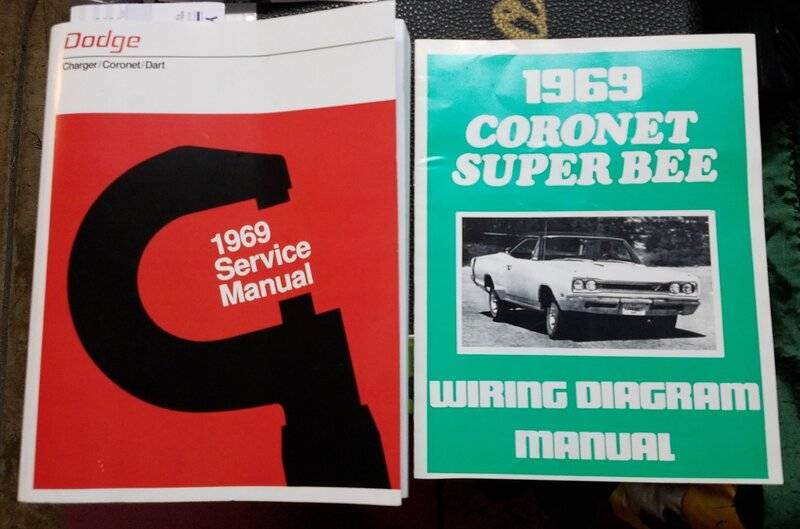 Dodge
Charger/Coronet/Dart
1969
Service
Manual
1969
CORONET
SUPER BEE
WIRING DIAGRAM
MANUAL